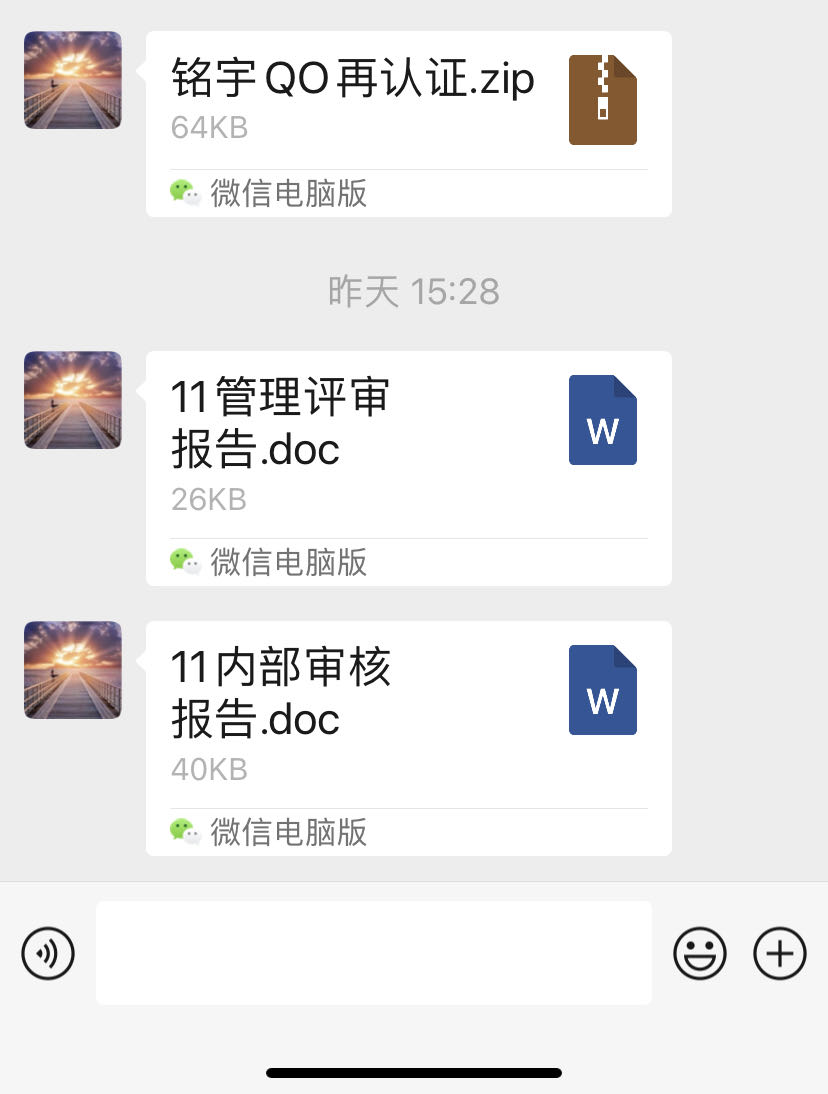 铭宇QO再认证.zip
64KB
微信电脑版
昨天 15:28
11管理评审
报告.doc
W
26KB
微信电脑版
11内部审核
报告.doc
W
40KB
微信电脑版